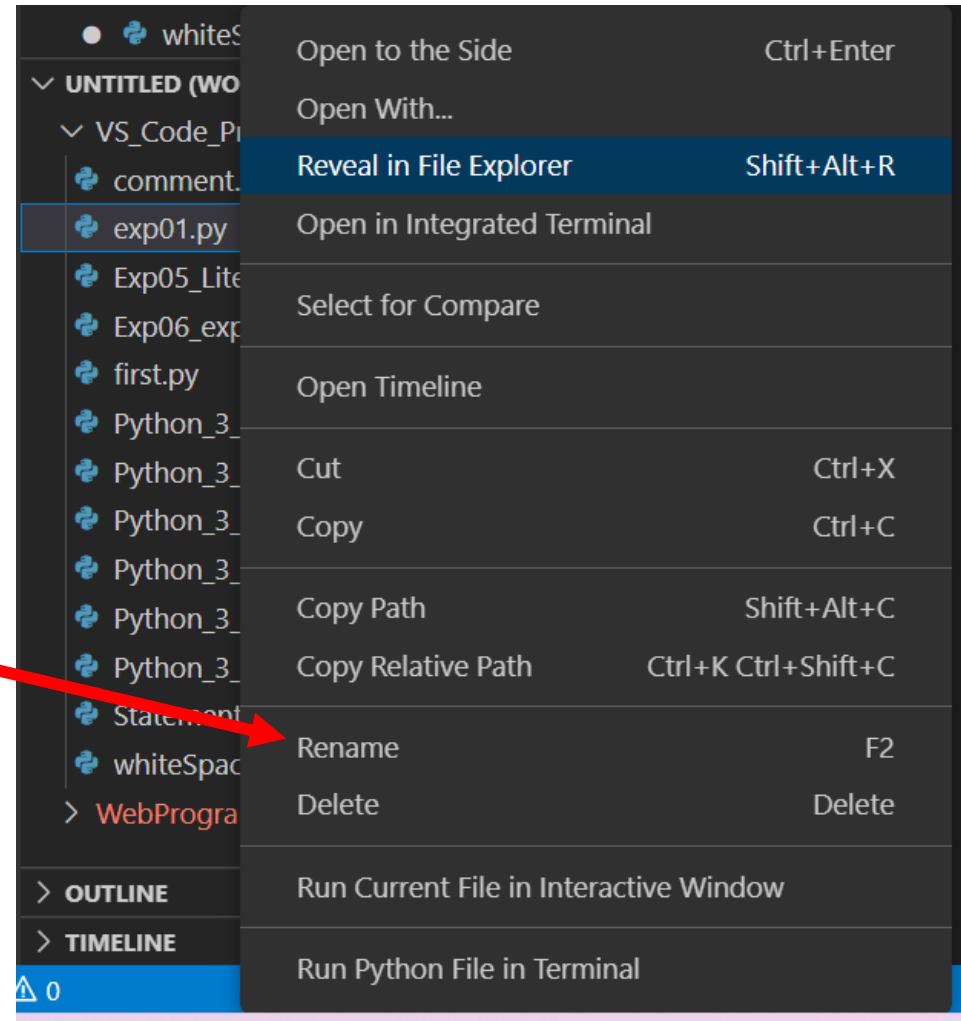 whiteS
UNTITLED (WO
VS_Code_Pr
comment.
exp01.py
Exp05_Lite
Exp06_exp
first.py
Python_3_
Python_3_
Python_3_
Python_3_
Python_3_
Python_3_
Statement
whiteSpac
WebProgra
OUTLINE
TIMELINE
0
Open to the Side Ctrl+Enter
Open With...
Reveal in File Explorer Shift+Alt+R
Open in Integrated Terminal
Select for Compare
Open Timeline
Cut Ctrl+X
Copy Ctrl+C
Copy Path Shift+Alt+C
Copy Relative Path Ctrl+K Ctrl+Shift+C
Rename F2
Delete Delete
Run Current File in Interactive Window
Run Python File in Terminal